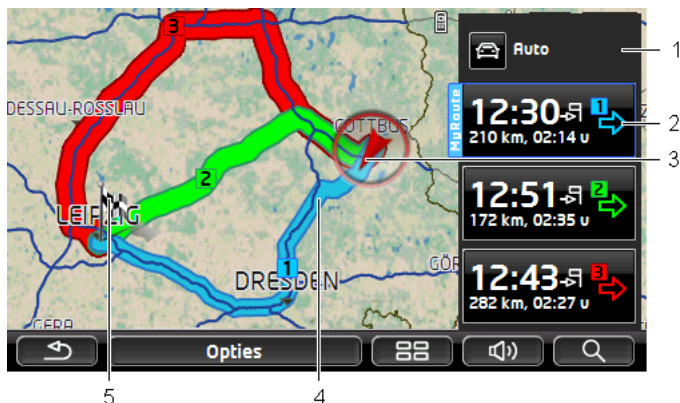 3
DESSAU-ROSSLAU
COTTBUS
2
LEIPZIG
DRESDEN
1
GÖR
GERA
Auto
MyRoute
12:30 1
210 km, 02:14 u
12:51 2
172 km, 02:35 u
12:43 3
282 km, 02:27 u
Opties
1
2
3
4
5